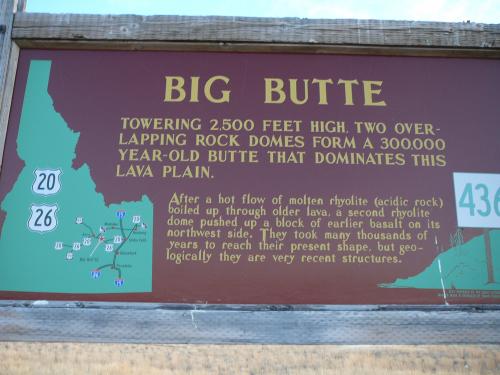 BIG BUTTE
TOWERING 2,500 FEET HIGH, TWO OVER-
LAPPING ROCK DOMES FORM A 300,000
YEAR-OLD BUTTE THAT DOMINATES THIS
LAVA PLAIN.
After a hot flow of molten rhyolite (acidic rock)
boiled up through older lava, a second rhyolite
dome pushed up a block of earlier basalt on its
northwest side. They took many thousands of
years to reach their present shape, but geo-
logically they are very recent structures.
20
26
436
BIG BUTTE